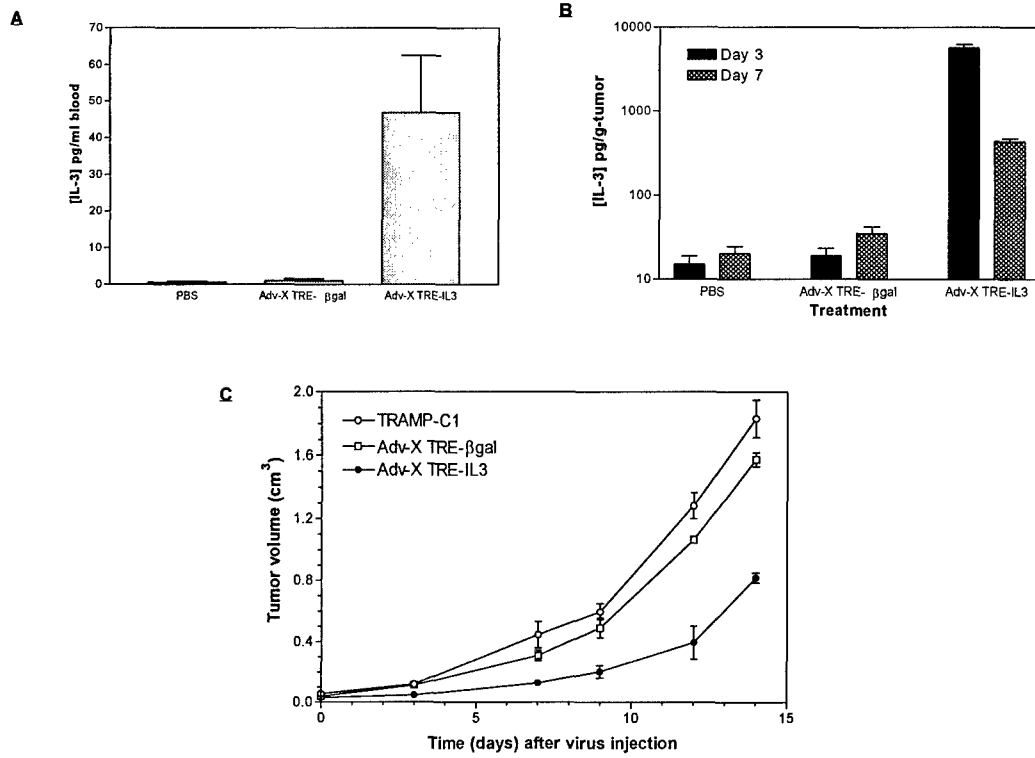 A
70
60
50
40
30
20
10
0
[IL-3] pg/ml blood
PBS
Adv-X TRE- βgal
Adv-X TRE-IL3
B
10000
1000
100
10
[IL-3] pg/g-tumor
Day 3
Day 7
PBS
Adv-X TRE- βgal
Adv-X TRE-IL3
Treatment
C
2.0
1.6
1.2
0.8
0.4
0.0
Tumor volume (cm³)
TRAMP-C1
Adv-X TRE-βgal
Adv-X TRE-IL3
0
5
10
15
Time (days) after virus injection